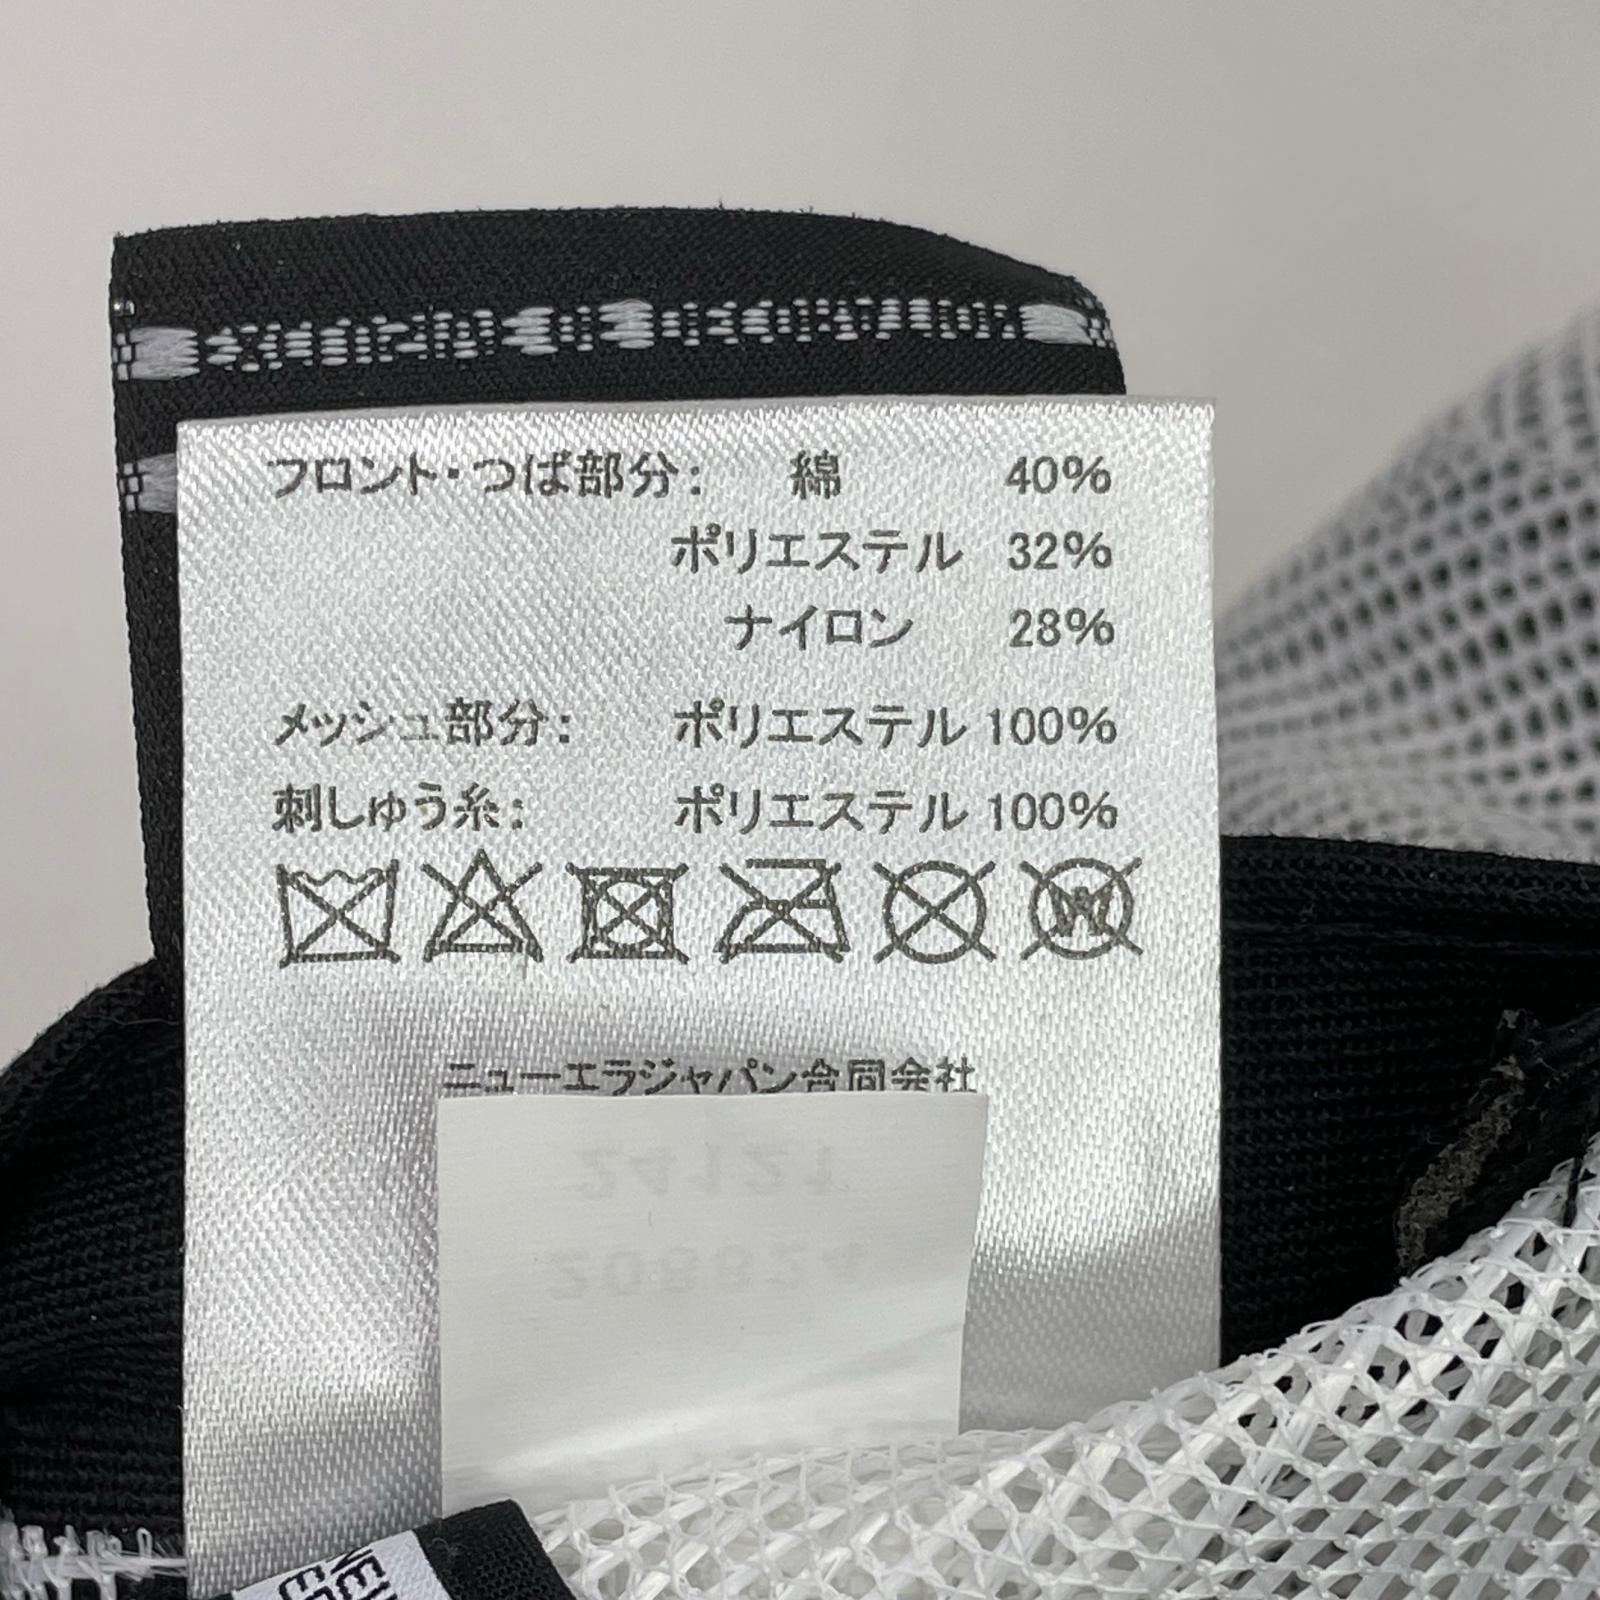 フロント・つば部分： 綿 40%
ポリエステル 32%
ナイロン 28%
メッシュ部分： ポリエステル 100%
刺しゅう糸： ポリエステル 100%
W
ニューエラジャパン合同会社
24121
NEW